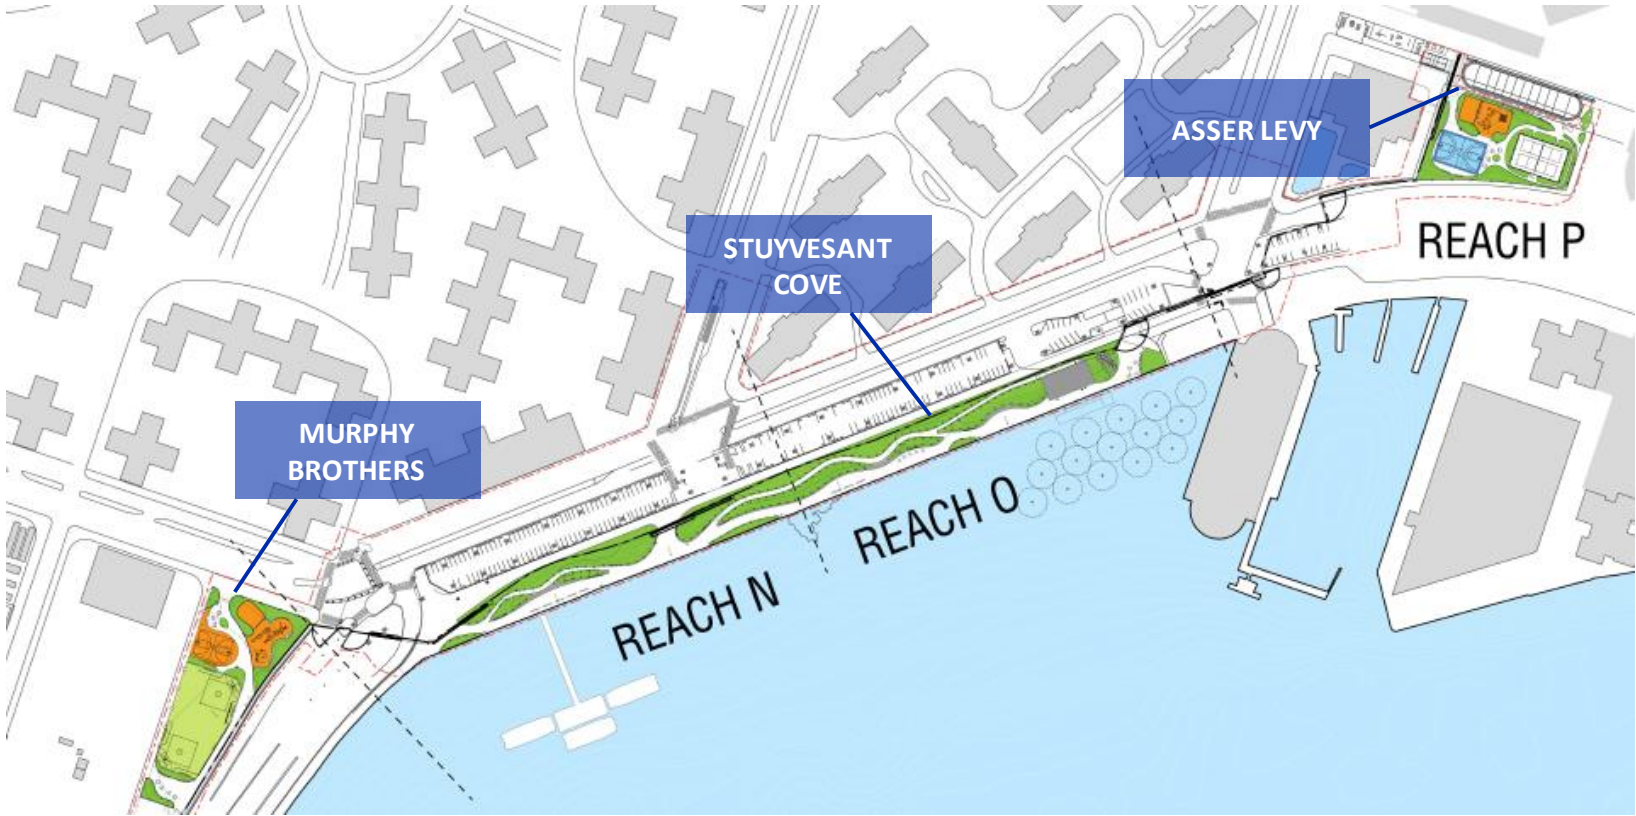 ASSER LEVY
REACH P
STUYVESANT
COVE
MURPHY
BROTHERS
REACH O
REACH N